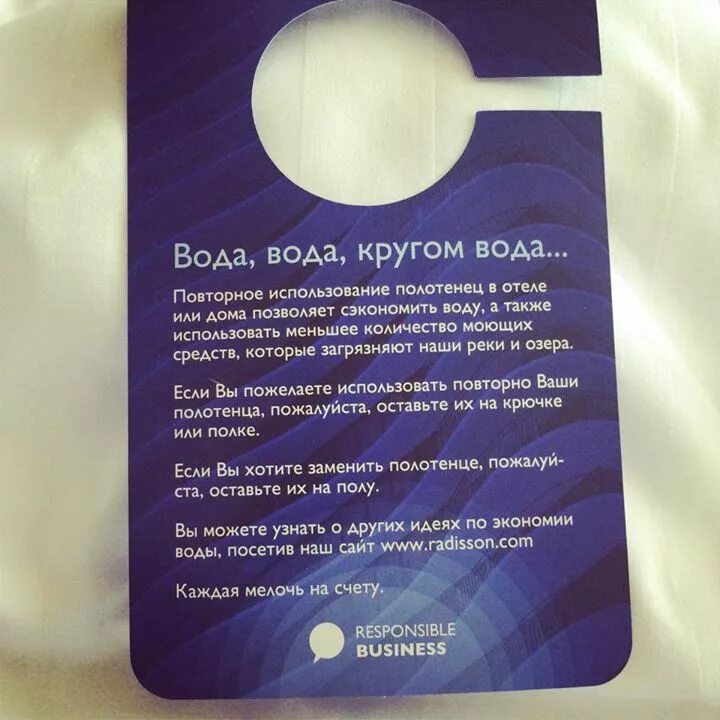 Вода, вода, кругом вода...
Повторное использование полотенец в отеле
или дома позволяет сэкономить воду, а также
использовать меньшее количество моющих
средств, которые загрязняют наши реки и озера.
Если Вы пожелаете использовать повторно Ваши
полотенца, пожалуйста, оставьте их на крючке
или полке.
Если Вы хотите заменить полотенце, пожалуй-
ста, оставьте их на полу.
Вы можете узнать о других идеях по экономии
воды, посетив наш сайт www.radisson.com
Каждая мелочь на счету.
RESPONSIBLE
BUSINESS